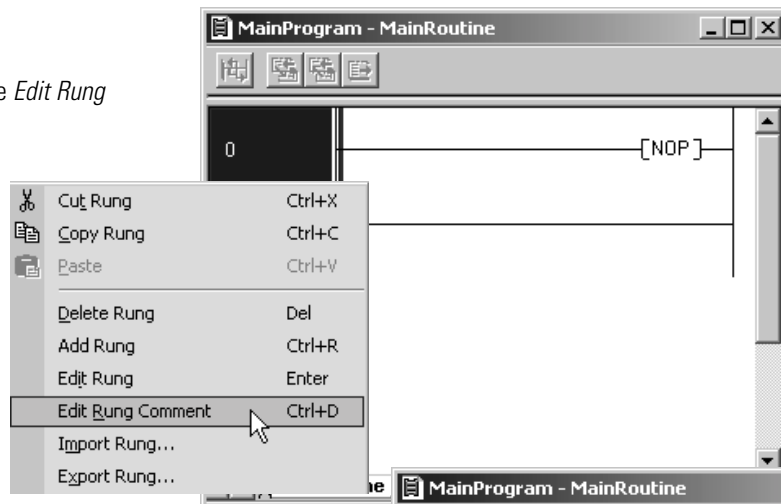 MainProgram - MainRoutine
e Edit Rung
0
NOP
Cut Rung Ctrl+X
Copy Rung Ctrl+C
Paste Ctrl+V
Delete Rung Del
Add Rung Ctrl+R
Edit Rung Enter
Edit Rung Comment Ctrl+D
Import Rung...
Export Rung...
ne
MainProgram - MainRoutine